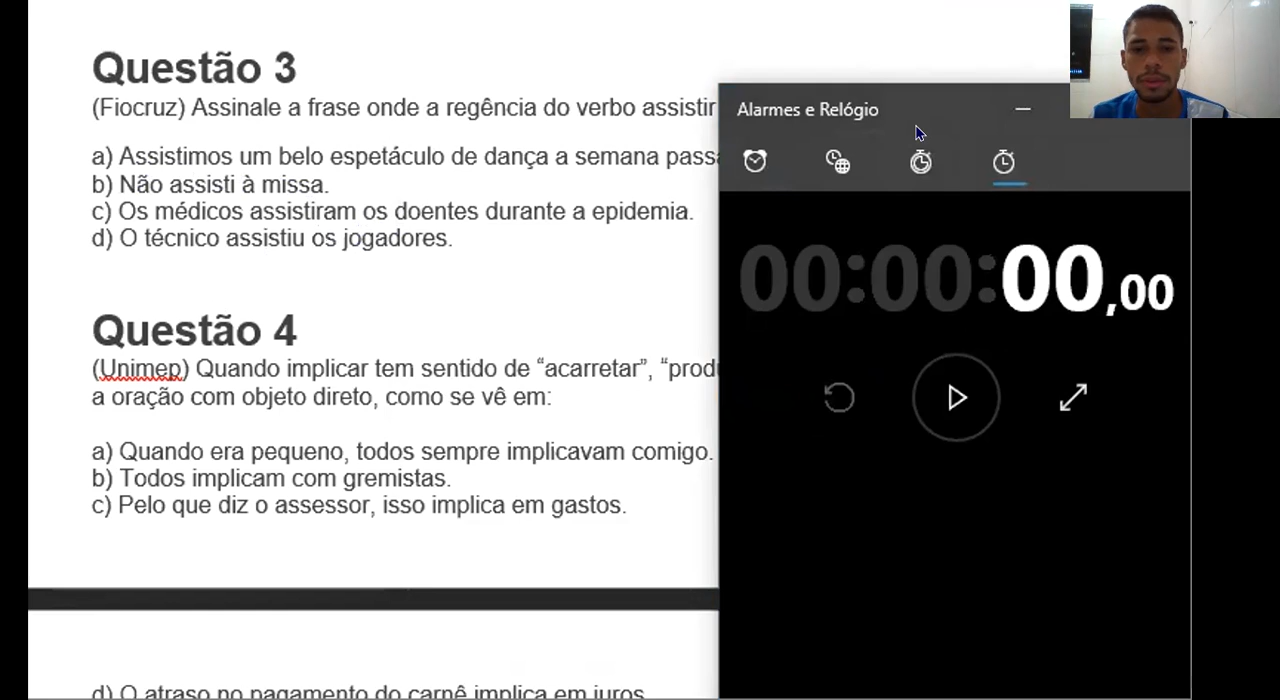 Questão 3
(Fiocruz) Assinale a frase onde a regência do verbo assistir
a) Assistimos um belo espetáculo de dança a semana
b) Não assisti à missa.
c) Os médicos assistiram os doentes durante a epidemia.
d) O técnico assistiu os jogadores.
Questão 4
(Unimep) Quando implicar tem sentido de “acarretar”, “prod
a oração com objeto direto, como se vê em:
a) Quando era pequeno, todos sempre implicavam comigo.
b) Todos implicam com gremistas.
c) Pelo que diz o assessor, isso implica em gastos.
d) O atraso no pagamento do carnê implica em juros
Alarmes e Relógio
00:00:00,00